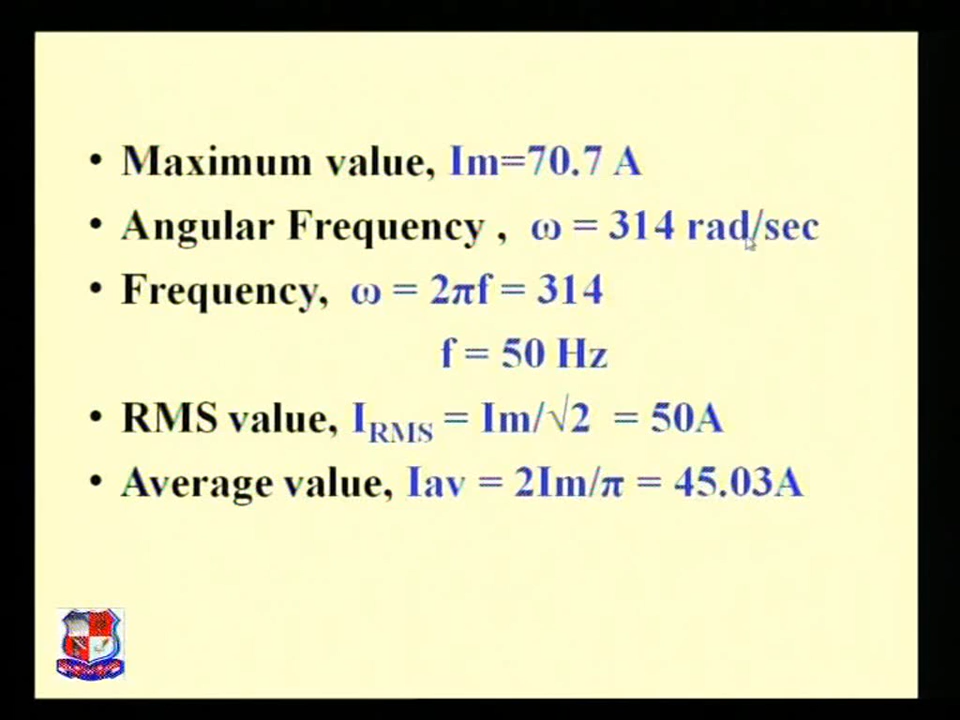 • Maximum value, Im=70.7 A
• Angular Frequency , ω = 314 rad/sec
• Frequency, ω = 2πf = 314
f = 50 Hz
• RMS value, IRMS = Im/√2 = 50A
• Average value, Iav = 2Im/π = 45.03A